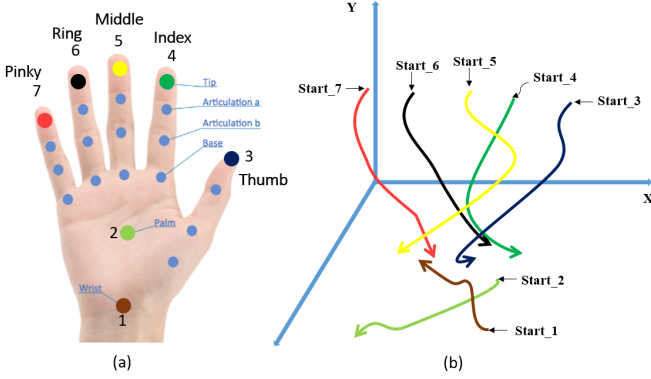 Middle
5
Ring
6
Index
4
Pinky
7
Tip
Articulation a
Articulation b
Base
3
Thumb
2
Palm
Wrist
1
(a)
Y
Start_7
Start_6
Start_5
Start_4
Start_3
X
Start_2
Start_1
(b)